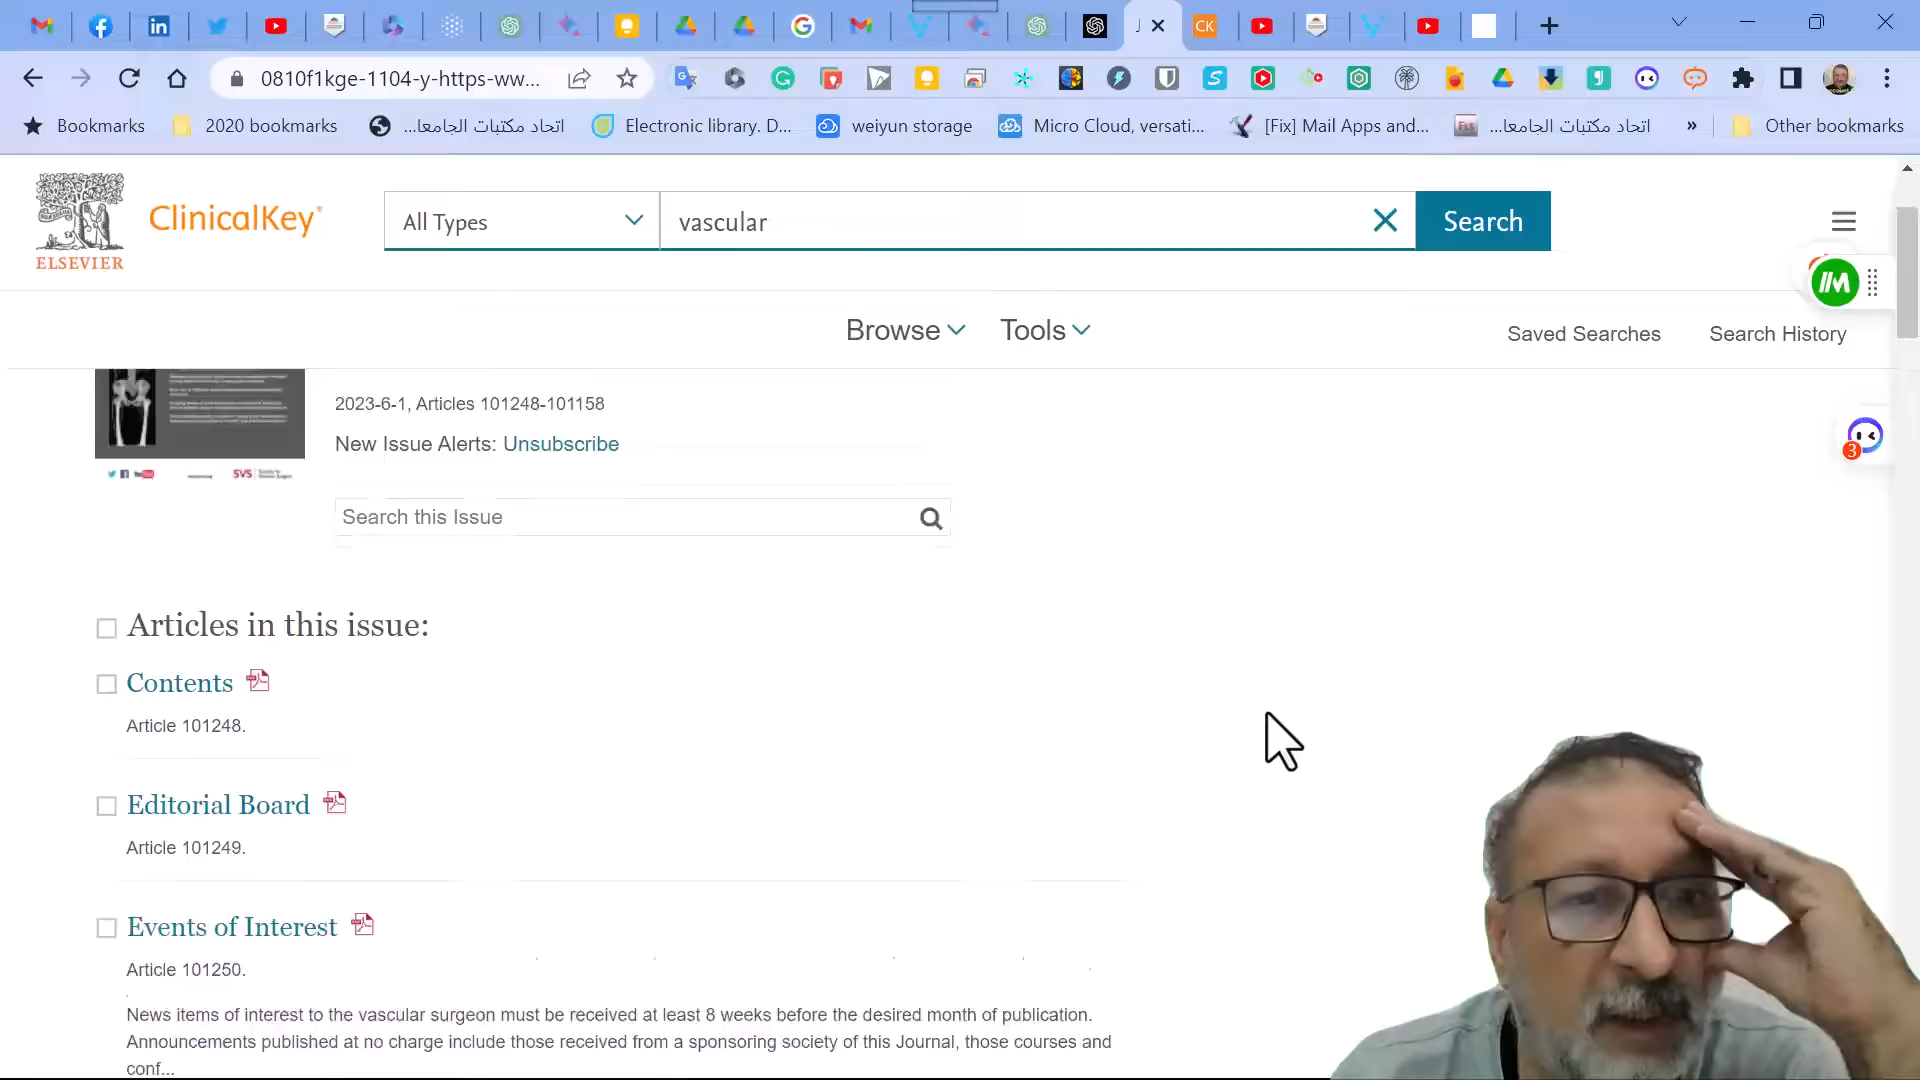 0810f1kge-1104-y-https-ww...
Bookmarks
2020 bookmarks
اتحاد مكتبات الجامعا...
Electronic library. D...
weiyun storage
Micro Cloud, versati...
[Fix] Mail Apps and...
اتحاد مكتبات الجامعا...
»
Other bookmarks
ELSEVIER
ClinicalKey®
All Types
vascular
Search
Browse
Tools
Saved Searches
Search History
2023-6-1, Articles 101248-101158
New Issue Alerts: Unsubscribe
SVS
3
Search this Issue
Articles in this issue:
Contents
Article 101248.
Editorial Board
Article 101249.
Events of Interest
Article 101250.
News items of interest to the vascular surgeon must be received at least 8 weeks before the desired month of publication.
Announcements published at no charge include those received from a sponsoring society of this Journal, those courses and
conf...